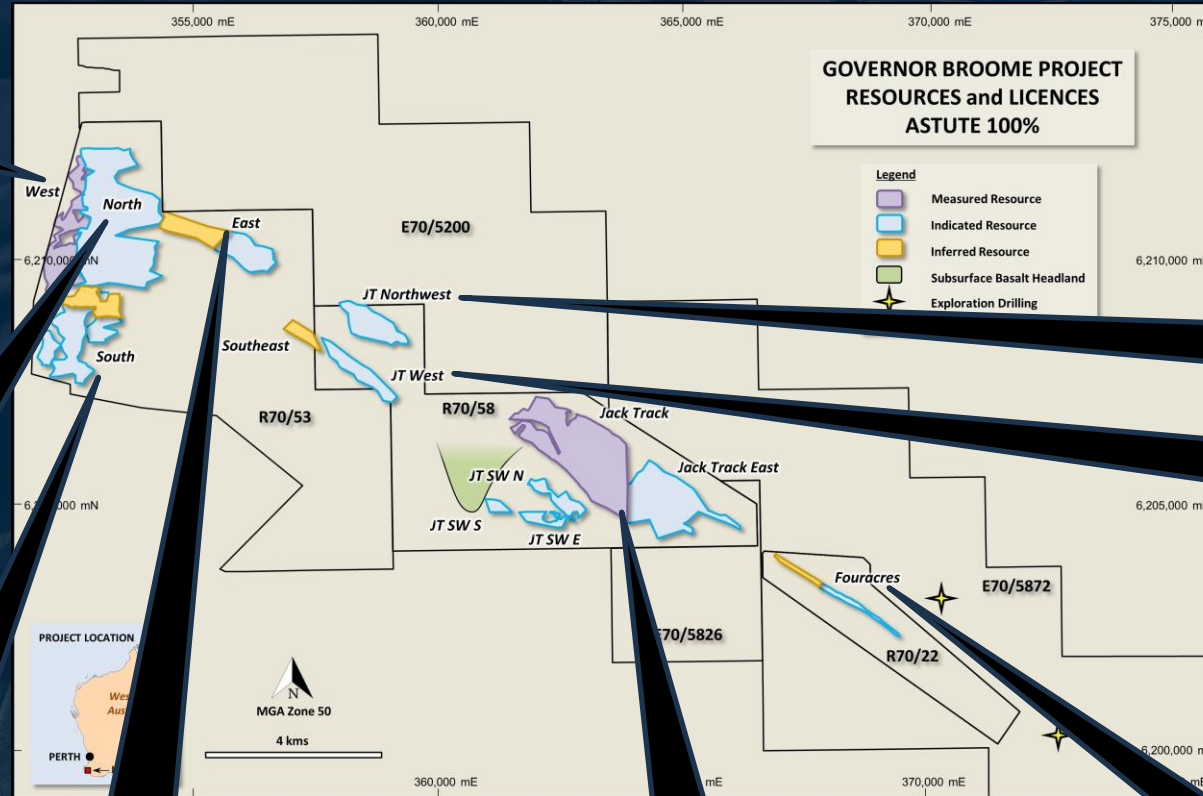 355,000 mE
360,000 mE
365,000 mE
370,000 mE
375,000 m
GOVERNOR BROOME PROJECT
RESOURCES and LICENCES
ASTUTE 100%
Legend
Measured Resource
Indicated Resource
Inferred Resource
Subsurface Basalt Headland
Exploration Drilling
West
North
East
E70/5200
6,210,000 mN
6,210,000 m
JT Northwest
Southeast
South
JT West
R70/53
R70/58
Jack Track
JT SW N
Jack Track East
000 mN
6,205,000 m
JT SW S
JT SW E
Fouracres
E70/5872
E70/5826
R70/22
PROJECT LOCATION
Wes
Aus
PERTH
N
MGA Zone 50
4 kms
6,200,000 m
360,000 mE
mE
370,000 mE
mE